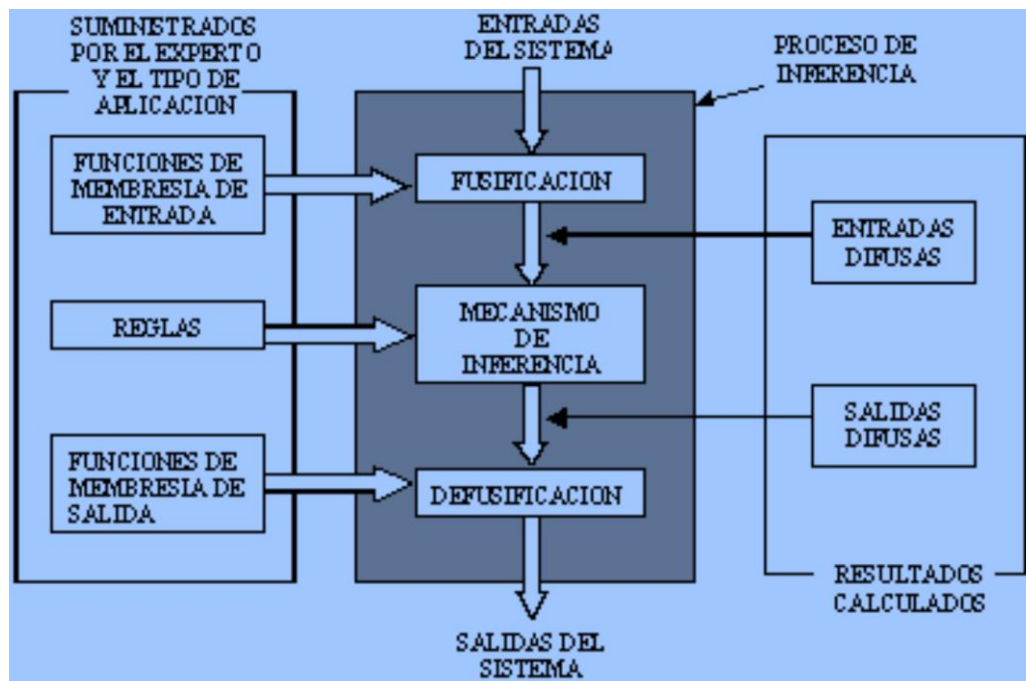 SUMINISTRADOS
POR EL EXPERTO
Y EL TIPO DE
APLICACION
FUNCIONES DE
MEMBRESIA DE
ENTRADA
REGLAS
FUNCIONES DE
MEMBRESIA DE
SALIDA
ENTRADAS
DEL SISTEMA
FUSIFICACION
MECANISMO
DE
INFERENCIA
DEFUSIFICACION
SALIDAS DEL
SISTEMA
PROCESO DE
INFERENCIA
ENTRADAS
DIFUSAS
SALIDAS
DIFUSAS
RESULTADOS
CALCULADOS